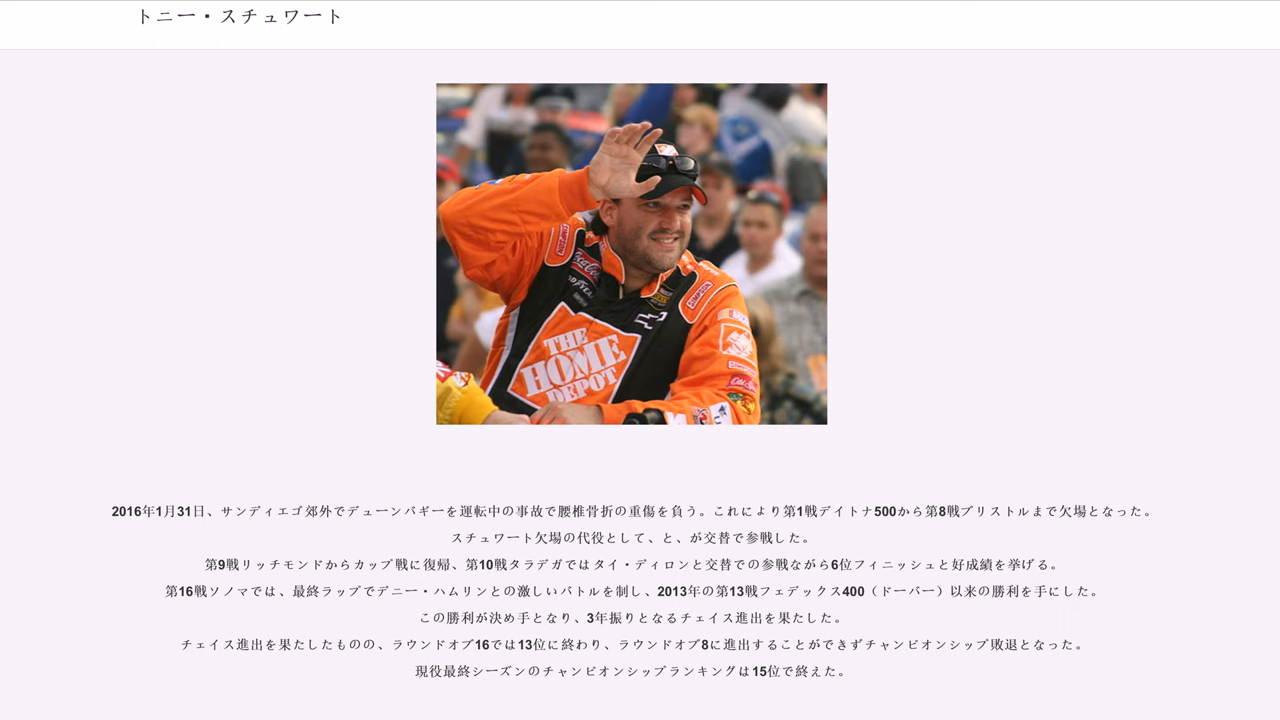 トニー・スチュワート
SIMPSON
Coca-Cola
GOODYEAR
SIMPSON
THE
HOME
DEPOT
2016年1月31日、サンディエゴ郊外でデューンバギーを運転中の事故で腰椎骨折の重傷を負う。これにより第1戦デイトナ500から第8戦ブリストルまで欠場となった。
スチュワート欠場の代役として、と、が交替で参戦した。
第9戦リッチモンドからカップ戦に復帰、第10戦タラデガではタイ・ディロンと交替での参戦ながら6位フィニッシュと好成績を挙げる。
第16戦ソノマでは、最終ラップでデニー・ハムリンとの激しいバトルを制し、2013年の第13戦フェデックス400（ドーバー）以来の勝利を手にした。
この勝利が決め手となり、3年振りとなるチェイス進出を果たした。
チェイス進出を果たしたものの、ラウンドオブ16では13位に終わり、ラウンドオブ8に進出することができずチャンピオンシップ敗退となった。
現役最終シーズンのチャンピオンシップランキングは15位で終えた。